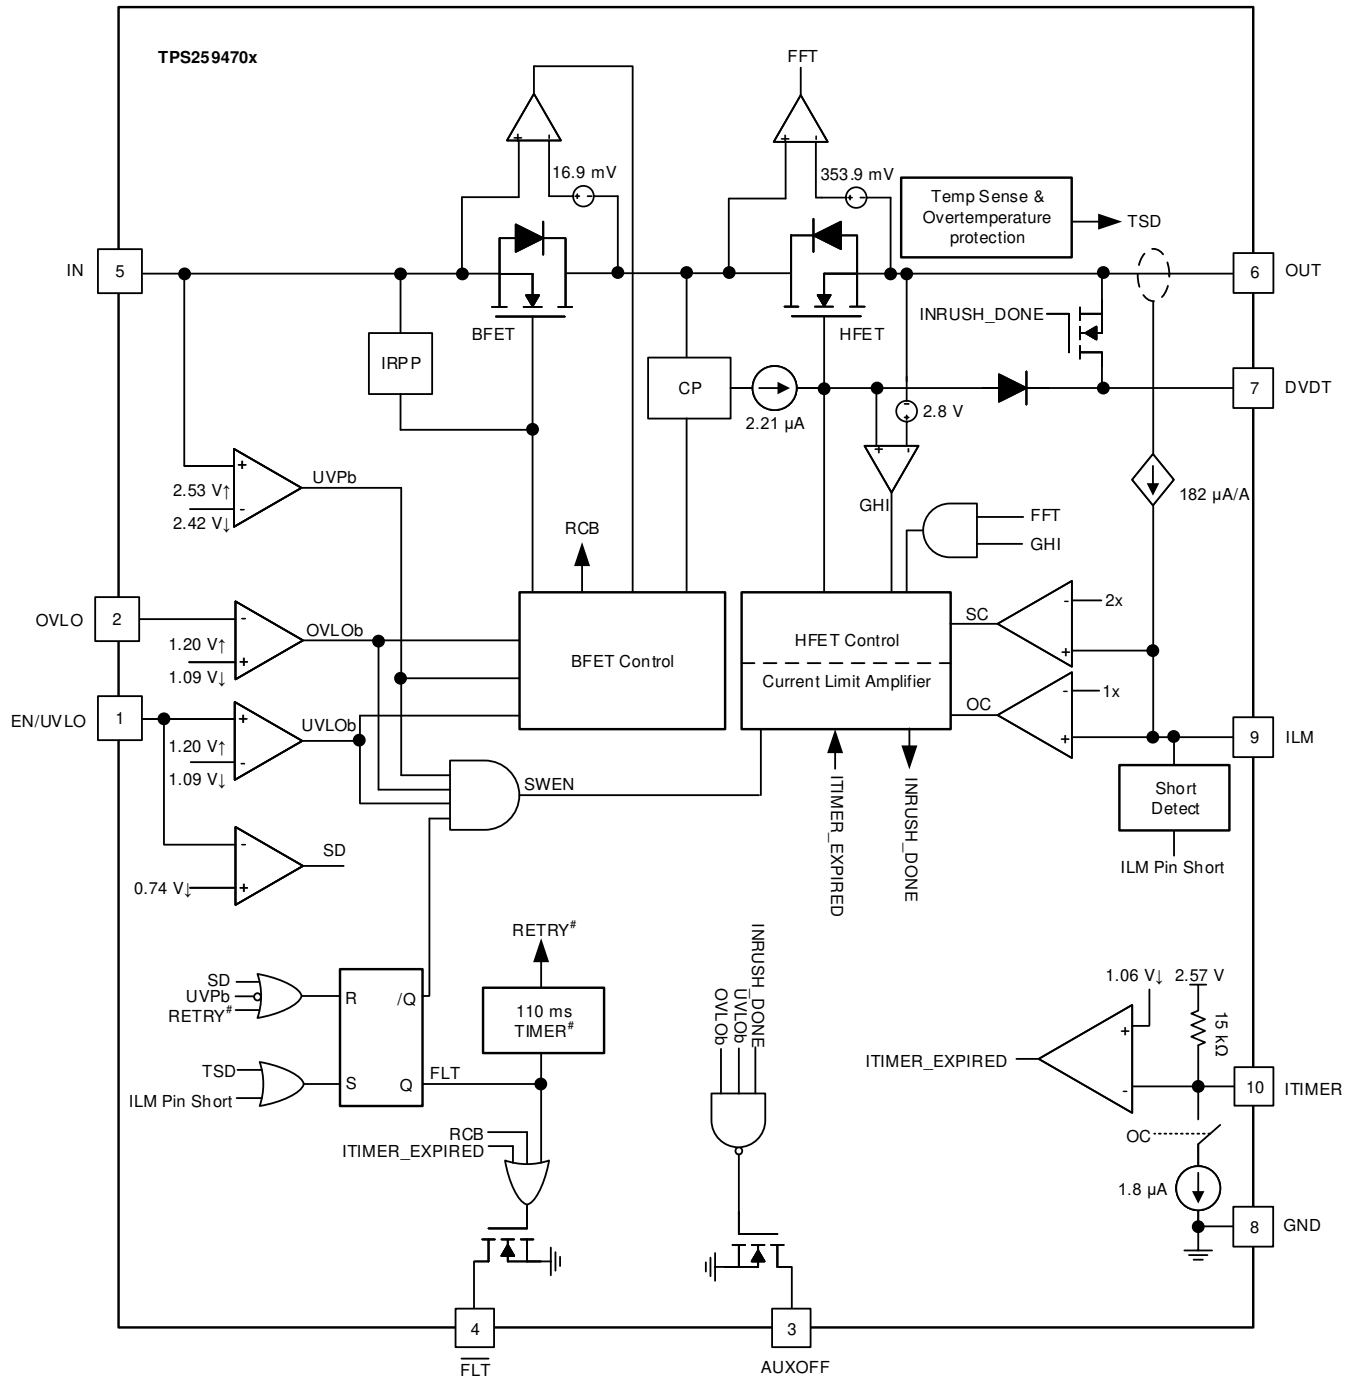 TPS259470x
FFT
16.9 mV
353.9 mV
Temp Sense &
Overtemperature
protection
TSD
IN
5
6
OUT
INRUSH_DONE
BFET
HFET
IRPP
CP
2.21 µA
2.8 V
7
DVDT
2.53 V↑
2.42 V↓
UVPb
GHI
182 µA/A
RCB
FFT
GHI
OVLO
2
1.20 V↑
1.09 V↓
OVLOb
BFET Control
HFET Control
Current Limit Amplifier
SC
2x
OC
1x
EN/UVLO
1
1.20 V↑
1.09 V↓
UVLOb
9
ILM
SWEN
ITIMER_EXPIRED
INRUSH_DONE
Short
Detect
ILM Pin Short
0.74 V↓
SD
RETRY#
110 ms
TIMER#
SD
UVPb
RETRY#
R
/Q
TSD
ILM Pin Short
S
Q
FLT
INRUSH_DONE
UVLOb
OVLOb
1.06 V↓
2.57 V
15 kΩ
ITIMER_EXPIRED
10
ITIMER
OC
1.8 µA
8
GND
RCB
ITIMER_EXPIRED
4
FLT
3
AUXOFF